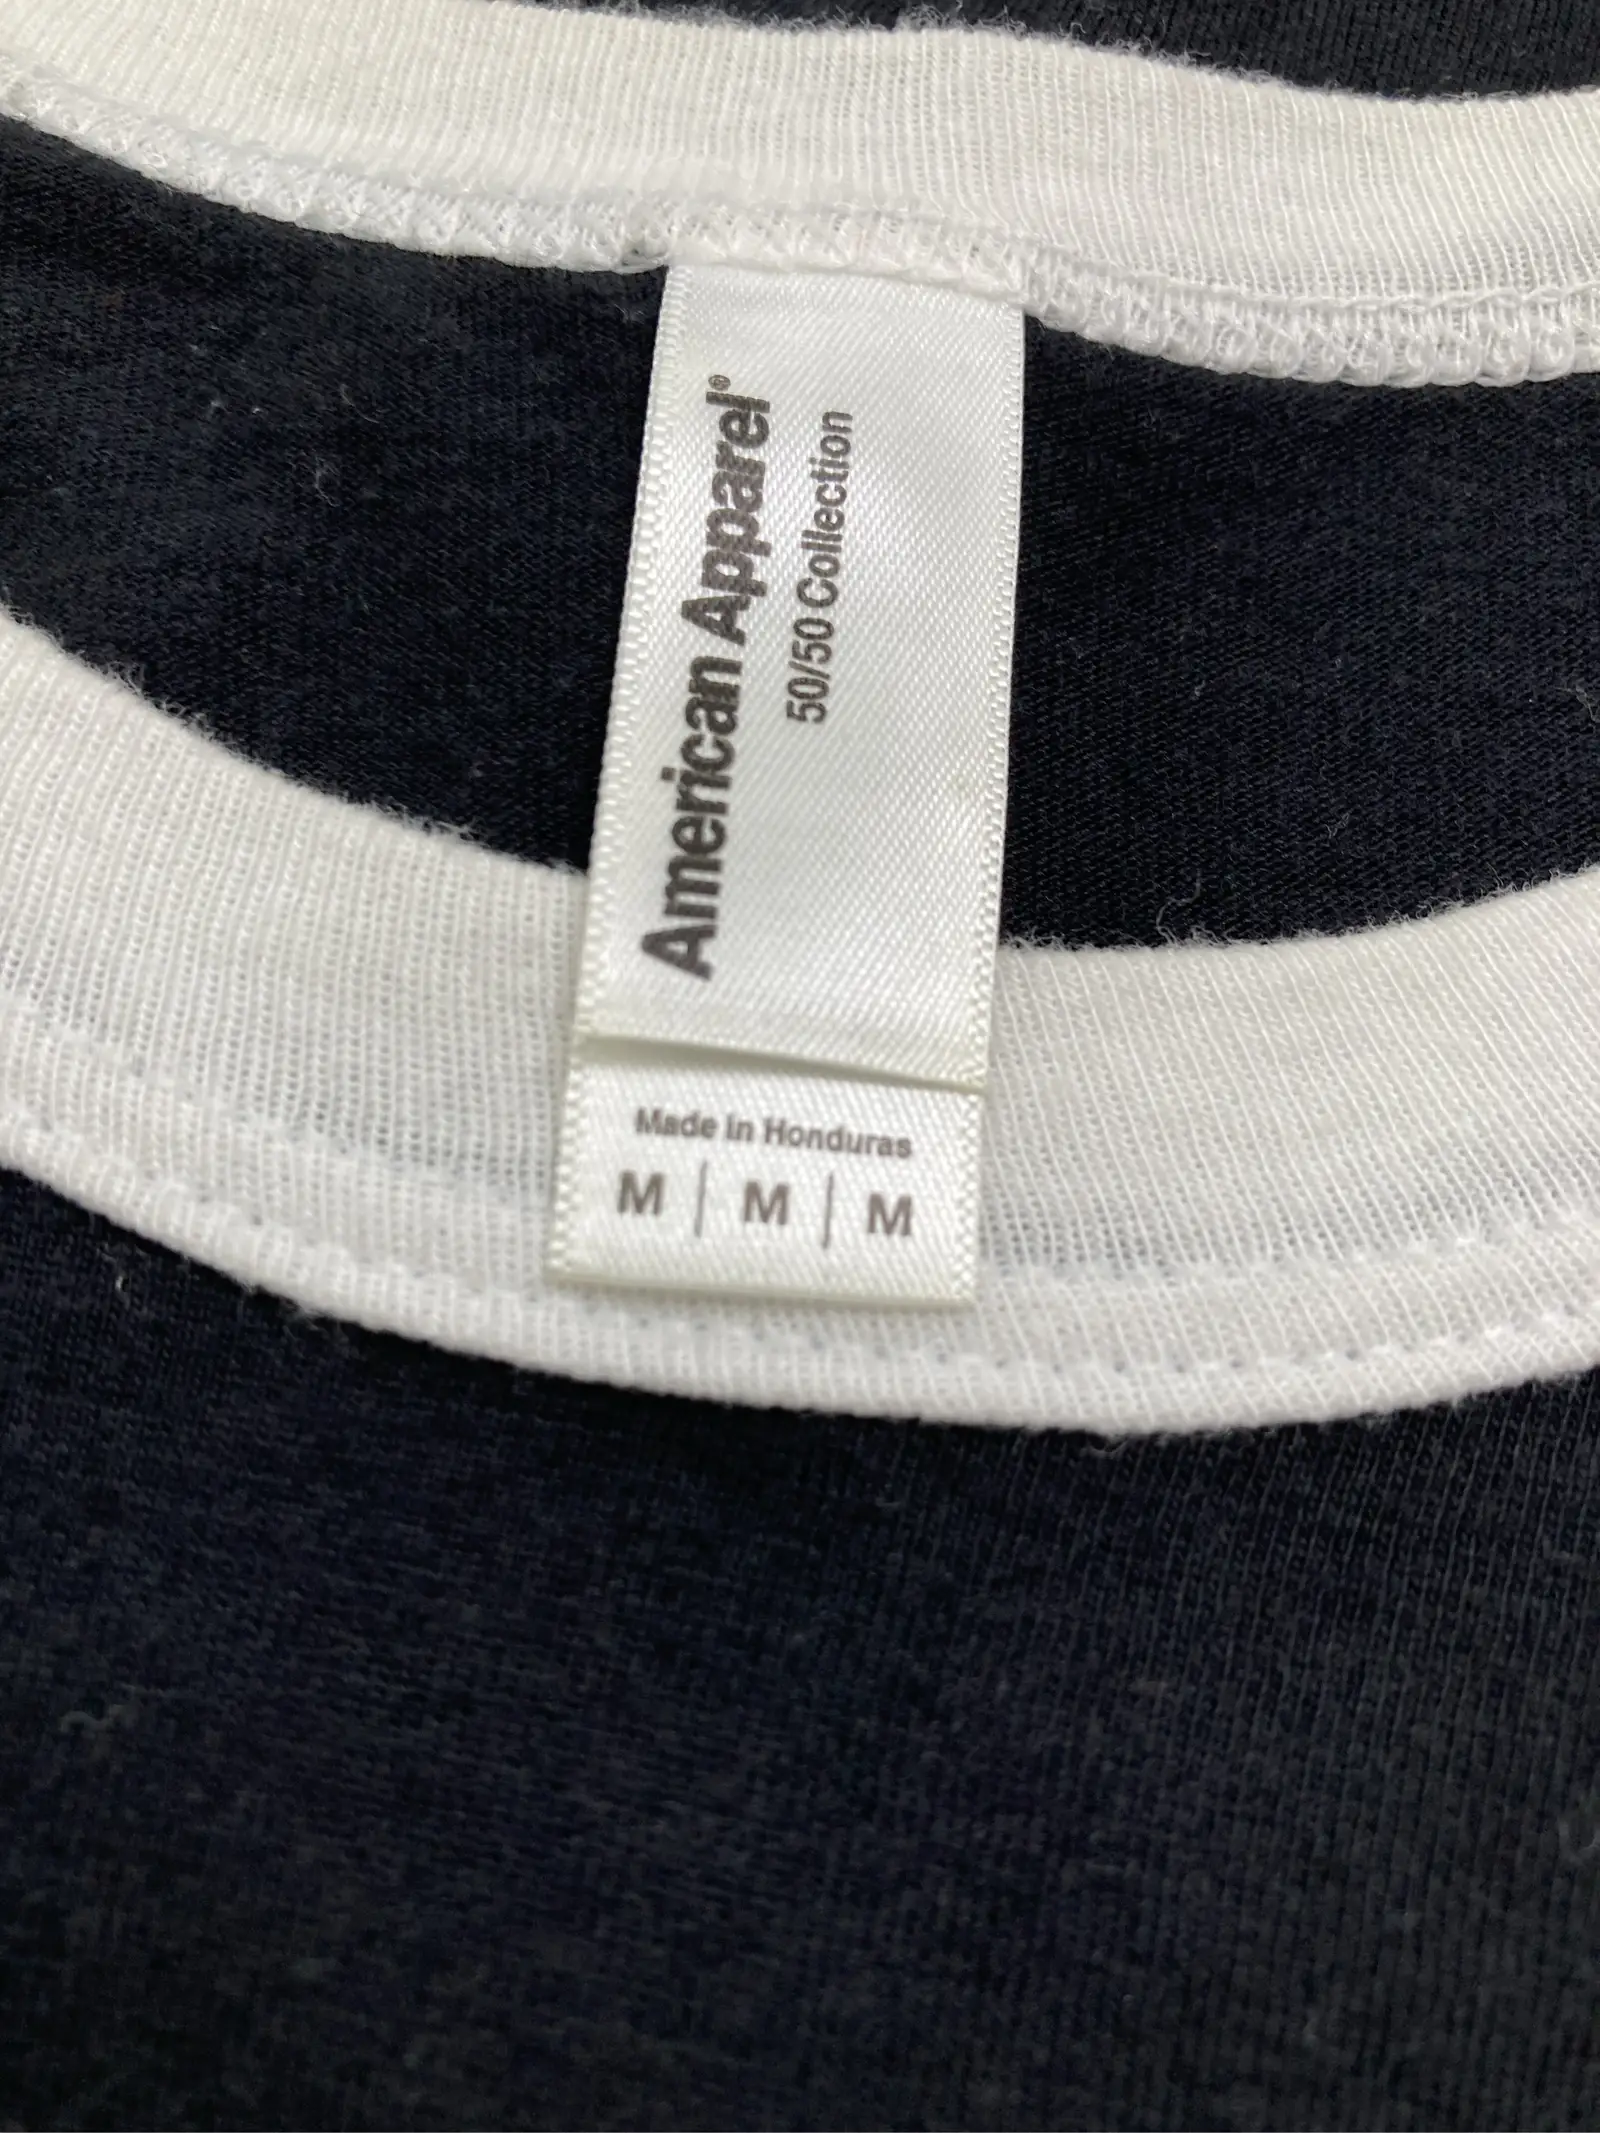 American Apparel®
50/50 Collection
Made in Honduras
M | M | M